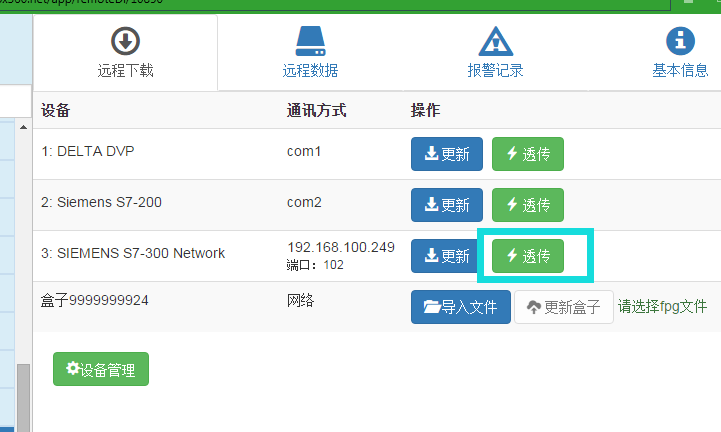 远程下载 远程数据 报警记录 基本信息
设备 通讯方式 操作
1: DELTA DVP com1 更新 透传
2: Siemens S7-200 com2 更新 透传
3: SIEMENS S7-300 Network 192.168.100.249 更新 透传
端口：102
盒子9999999924 网络 导入文件 更新盒子 请选择fpg文件
设备管理